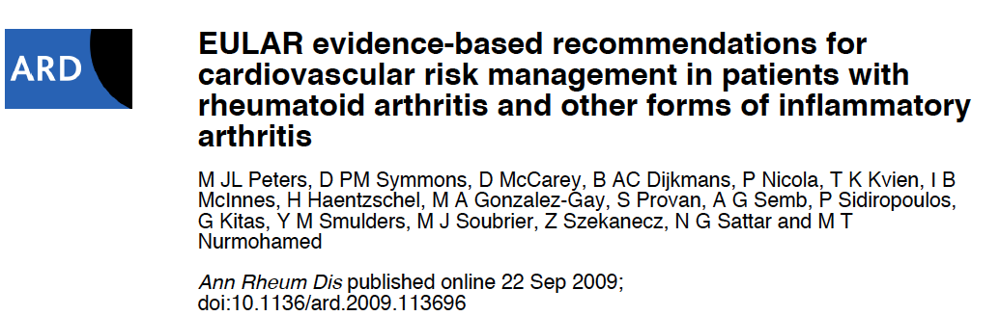 ARD
EULAR evidence-based recommendations for
cardiovascular risk management in patients with
rheumatoid arthritis and other forms of inflammatory
arthritis
M JL Peters, D PM Symmons, D McCarey, B AC Dijkmans, P Nicola, T K Kvien, I B
McInnes, H Haentzschel, M A Gonzalez-Gay, S Provan, A G Semb, P Sidiropoulos,
G Kitas, Y M Smulders, M J Soubrier, Z Szekanecz, N G Sattar and M T
Nurmohamed
Ann Rheum Dis published online 22 Sep 2009;
doi:10.1136/ard.2009.113696